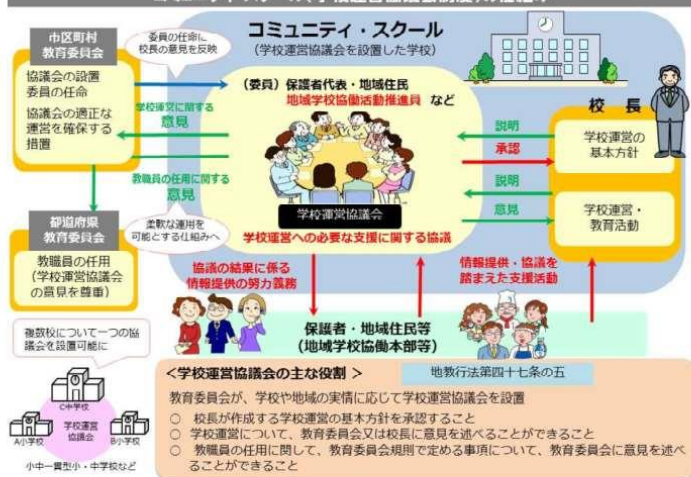 コミュニティ・スクール
(学校運営協議会を設置した学校)
市区町村
教育委員会
協議会の設置
委員の任命
協議会の適正な
運営を確保する
措置
委員の任命に
校長の意見を反映
学校運営に関する
意見
教職員の任用に関する
意見
柔軟な運用を
可能とする仕組みへ
都道府県
教育委員会
教職員の任用
(学校運営協議会
の意見を尊重)
(委員)保護者代表・地域住民
地域学校協働活動推進員 など
学校運営協議会
学校運営への必要な支援に関する協議
説明
承認
説明
意見
校 長
学校運営の
基本方針
学校運営・
教育活動
協議の結果に係る
情報提供の努力義務
情報提供・協議を
踏まえた支援活動
保護者・地域住民等
(地域学校協働本部等)
複数校について一つの協
議会を設置可能に
C中学校
A小学校
学校運営
協議会
B小学校
小中一貫型小・中学校など
<学校運営協議会の主な役割 >
地教行法第四十七条の五
教育委員会が、学校や地域の実情に応じて学校運営協議会を設置
○ 校長が作成する学校運営の基本方針を承認すること
○ 学校運営について、教育委員会又は校長に意見を述べることができること
○ 教職員の任用に関して、教育委員会規則で定める事項について、教育委員会に意見を述べ
ることができること